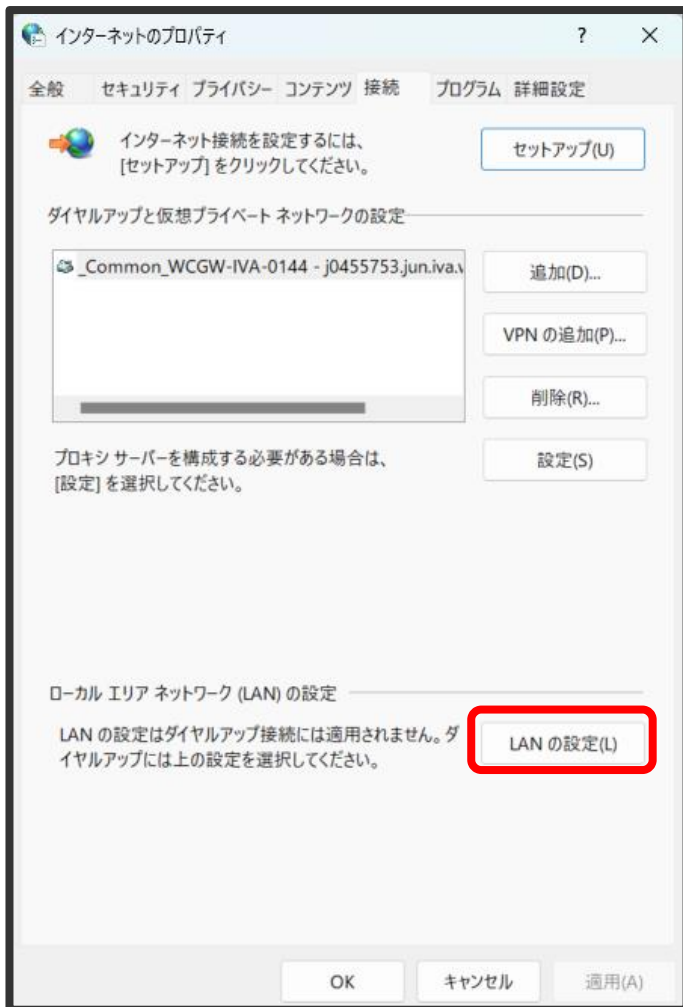 インターネットのプロパティ ? ×
全般 セキュリティ プライバシー コンテンツ 接続 プログラム 詳細設定
インターネット接続を設定するには、
[セットアップ] をクリックしてください。
セットアップ(U)
ダイヤルアップと仮想プライベート ネットワークの設定
_Common_WCGW-IVA-0144 - j0455753.jun.iva.v
追加(D)...
VPN の追加(P)...
削除(R)...
プロキシ サーバーを構成する必要がある場合は、
[設定] を選択してください。
設定(S)
ローカル エリア ネットワーク (LAN) の設定
LAN の設定はダイヤルアップ接続には適用されません。ダ
イヤルアップには上の設定を選択してください。
LAN の設定(L)
OK キャンセル 適用(A)